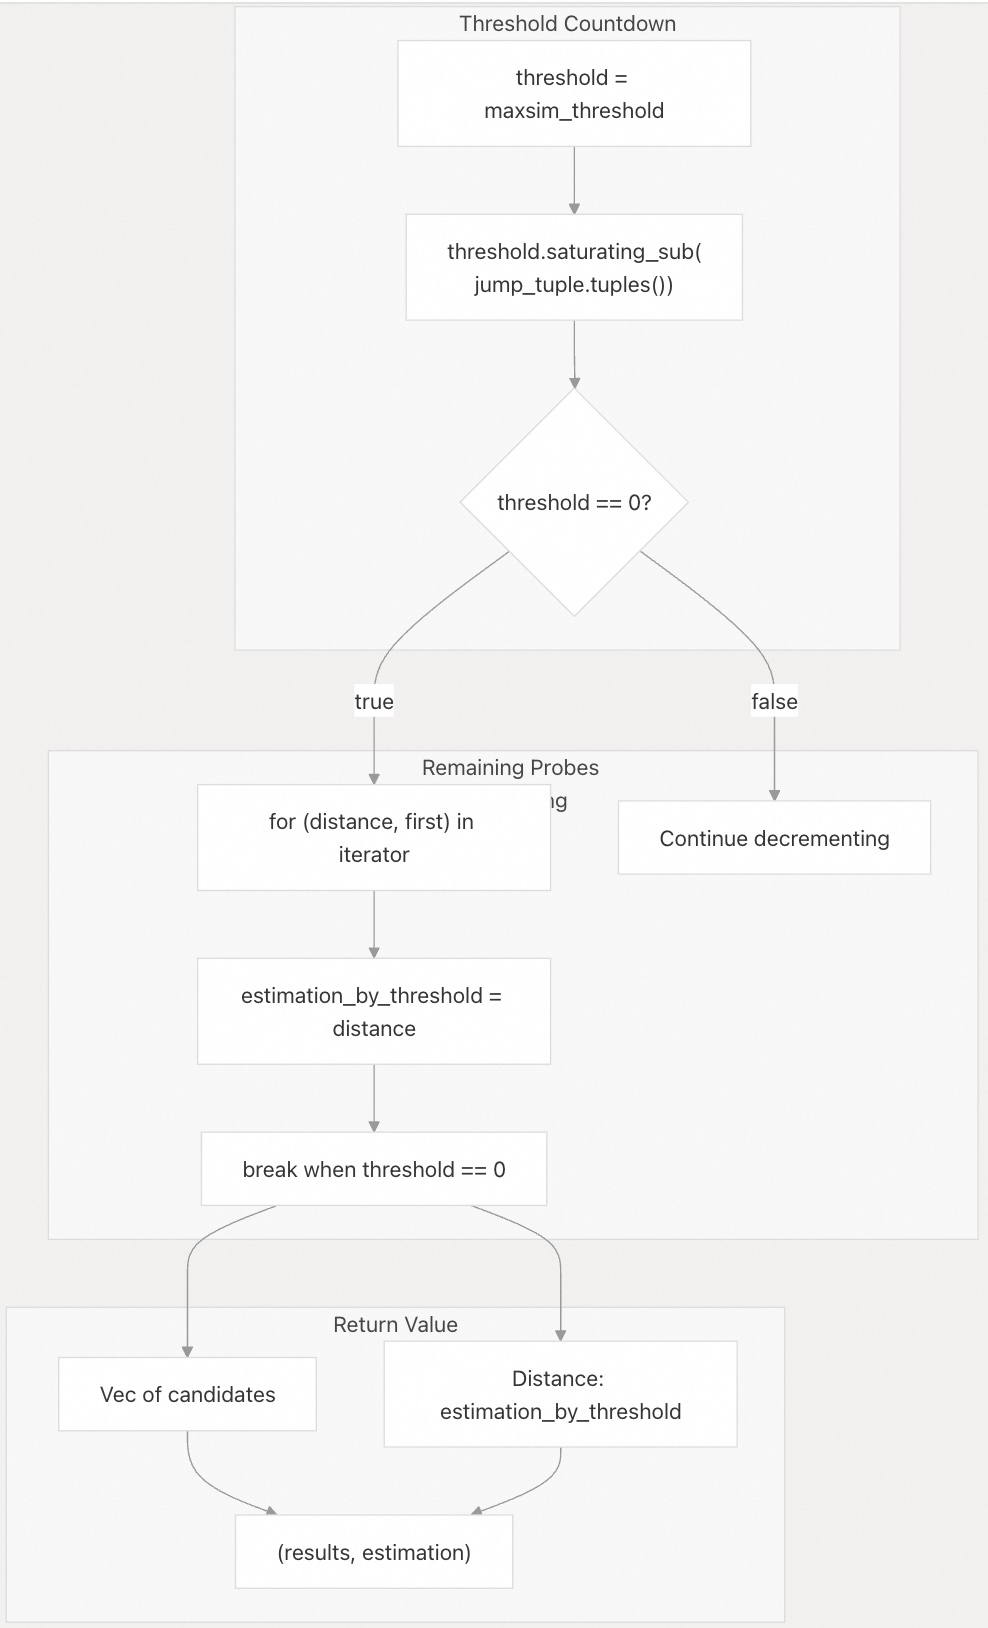 Threshold Countdown
threshold =
maxsim_threshold
threshold.saturating_sub(
jump_tuple.tuples())
threshold == 0?
true
false
Remaining Probes
for (distance, first) in
iterator
Continue decrementing
estimation_by_threshold =
distance
break when threshold == 0
Return Value
Vec of candidates
Distance:
estimation_by_threshold
(results, estimation)